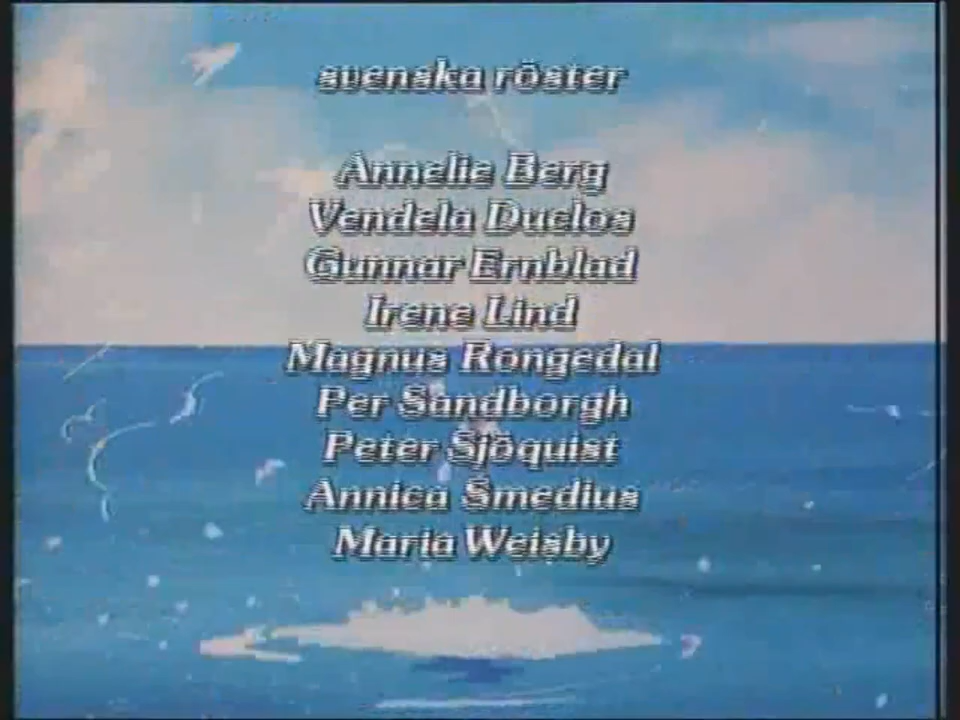 svenska röster
Annelie Berg
Vendela Duclos
Gunnar Ernblad
Irene Lind
Magnus Rongedal
Per Sandborgh
Peter Sjöquist
Annica Smedius
Maria Weisby